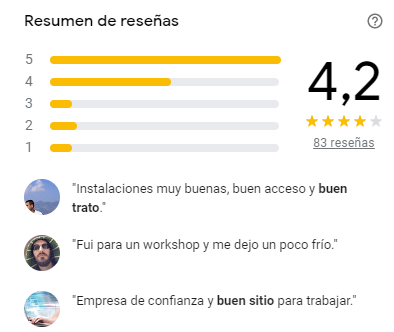 Resumen de reseñas
5
4
3
2
1
4,2
83 reseñas
"Instalaciones muy buenas, buen acceso y buen
trato."
"Fui para un workshop y me dejo un poco frío."
"Empresa de confianza y buen sitio para trabajar."